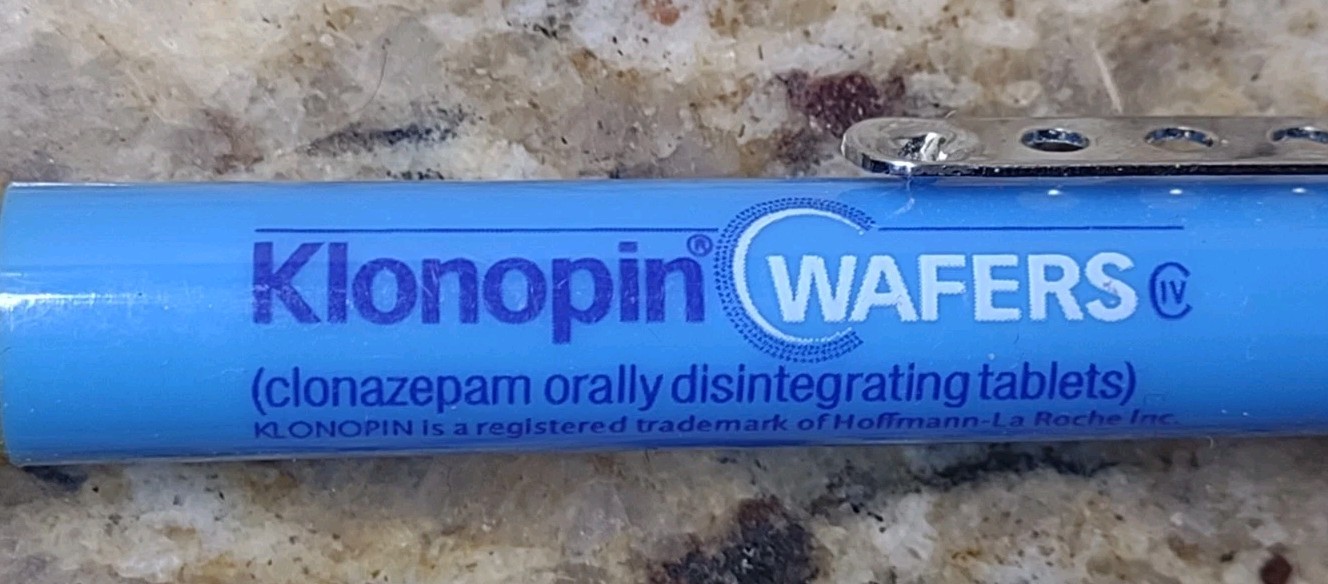 Klonopin® WAFERS CIV
(clonazepam orally disintegrating tablets)
KLONOPIN is a registered trademark of Hoffmann-La Roche Inc.